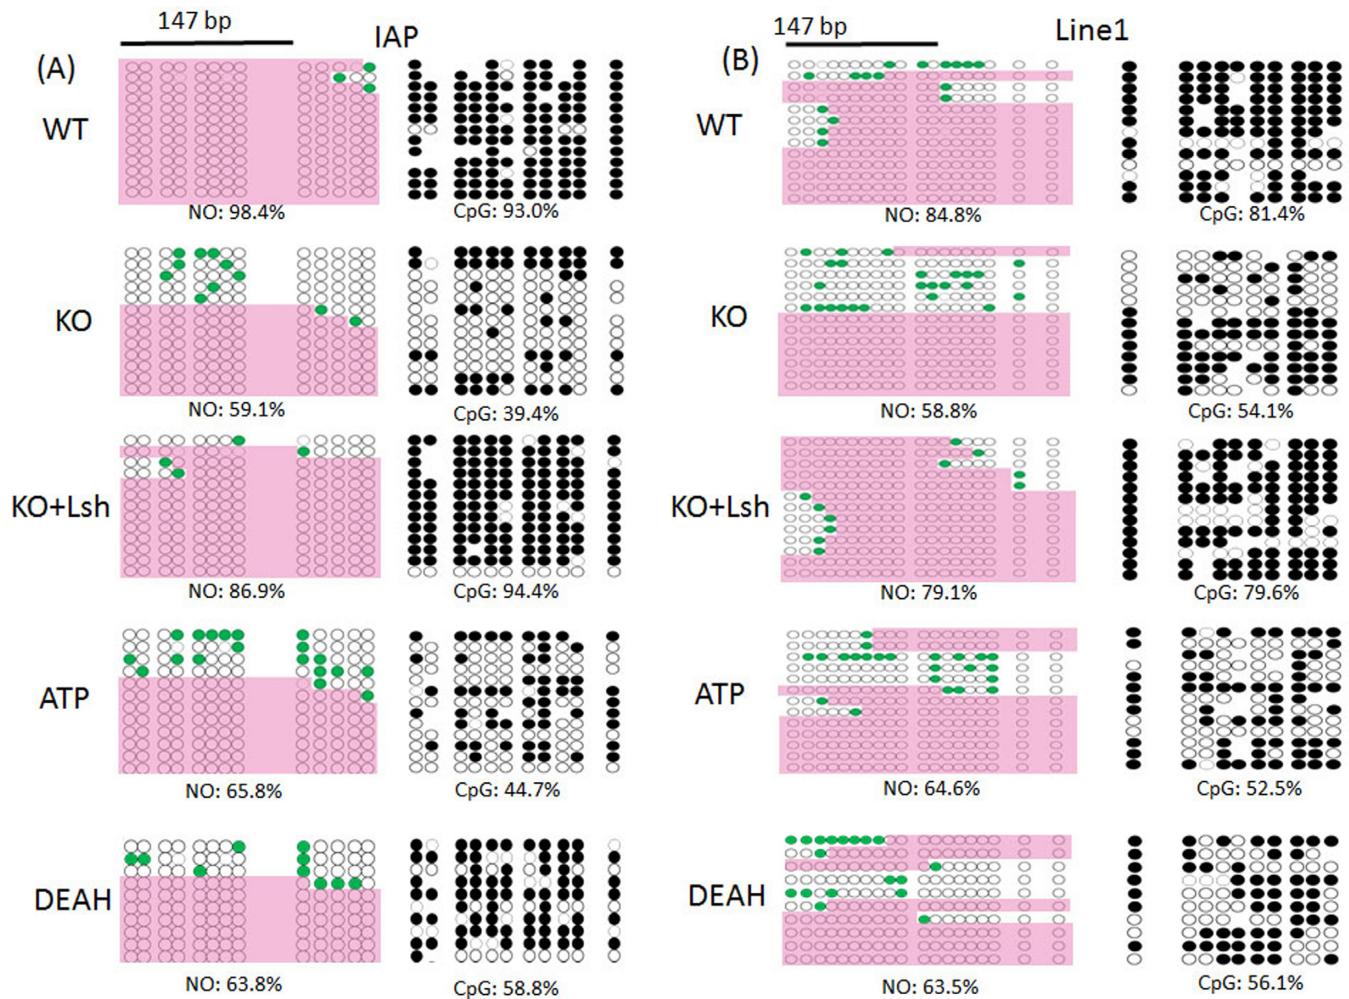 147 bp
IAP
(A)
WT
NO: 98.4%
CpG: 93.0%
KO
NO: 59.1%
CpG: 39.4%
KO+Lsh
NO: 86.9%
CpG: 94.4%
ATP
NO: 65.8%
CpG: 44.7%
DEAH
NO: 63.8%
CpG: 58.8%
147 bp
Line1
(B)
WT
NO: 84.8%
CpG: 81.4%
KO
NO: 58.8%
CpG: 54.1%
KO+Lsh
NO: 79.1%
CpG: 79.6%
ATP
NO: 64.6%
CpG: 52.5%
DEAH
NO: 63.5%
CpG: 56.1%